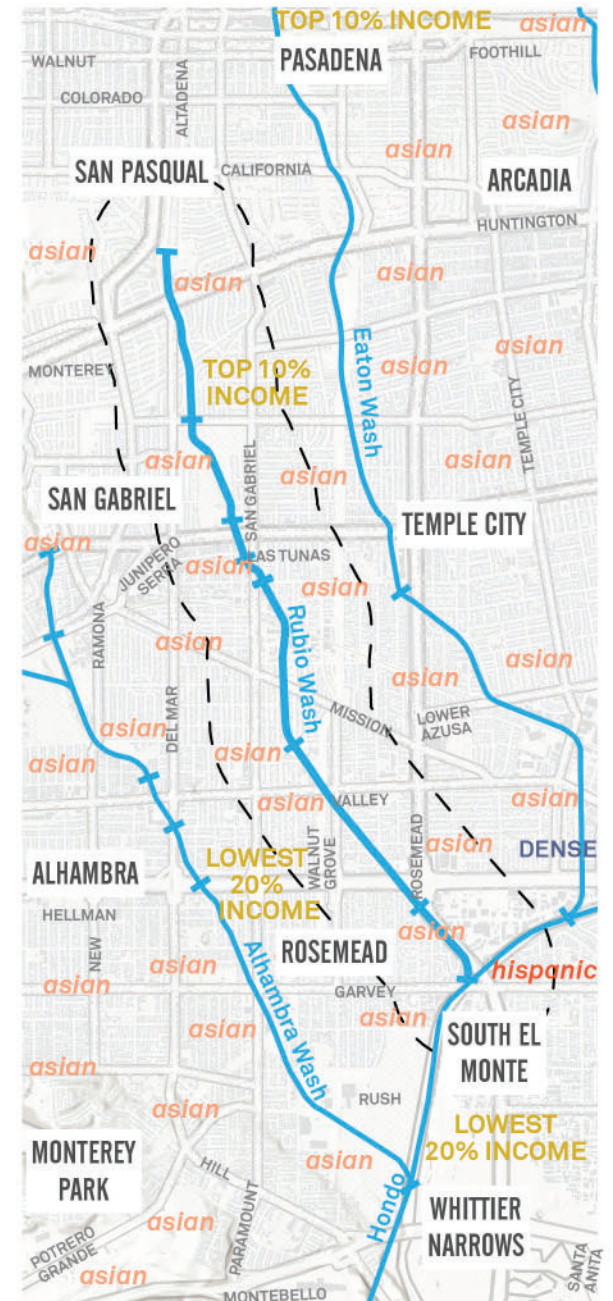 TOP 10% INCOME
asian
PASADENA
FOOTHILL
WALNUT
COLORADO
ALTADENA
asian
asian
SAN PASQUAL
CALIFORNIA
ARCADIA
HUNTINGTON
asian
asian
asian
Eaton Wash
asian
MONTEREY
TOP 10%
INCOME
asian
TEMPLE CITY
asian
asian
asian
SAN GABRIEL
SAN GABRIEL
TEMPLE CITY
asian
JUNIPERO
SERRA
asian
LAS TUNAS
asian
RAMONA
Rubio Wash
asian
asian
asian
DEL MAR
MISSION
LOWER
AZUSA
asian
asian
asian
asian
VALLEY
asian
asian
DENSE
LOWEST
20%
INCOME
WALNUT
GROVE
ROSEMEAD
ALHAMBRA
HELLMAN
NEW
Alhambra Wash
ROSEMEAD
asian
asian
hispanic
asian
GARVEY
asian
asian
SOUTH EL
MONTE
asian
RUSH
asian
LOWEST
20% INCOME
MONTEREY
PARK
HILL
asian
Hondo
WHITTIER
NARROWS
PARAMOUNT
asian
POTRERO
GRANDE
asian
MONTEBELLO
SANTA
ANITA